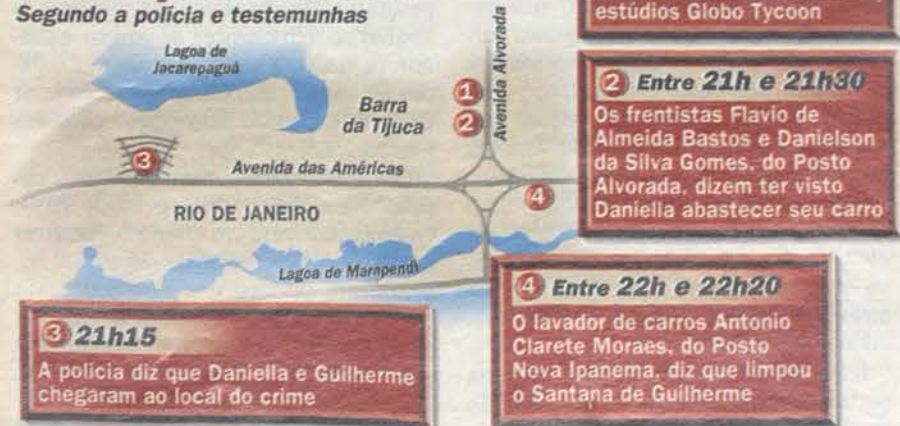 Segundo a polícia e testemunhas
estúdios Globo Tycoon
Lagoa de
Jacarepaguá
Barra
da Tijuca
1
2
Avenida Alvorada
3
Avenida das Américas
4
RIO DE JANEIRO
Lagoa de Marapendi
2 Entre 21h e 21h30
Os frentistas Flavio de
Almeida Bastos e Danielson
da Silva Gomes, do Posto
Alvorada, dizem ter visto
Daniella abastecer seu carro
3 21h15
A polícia diz que Daniella e Guilherme
chegaram ao local do crime
4 Entre 22h e 22h20
O lavador de carros Antonio
Clarete Moraes, do Posto
Nova Ipanema, diz que limpou
o Santana de Guilherme